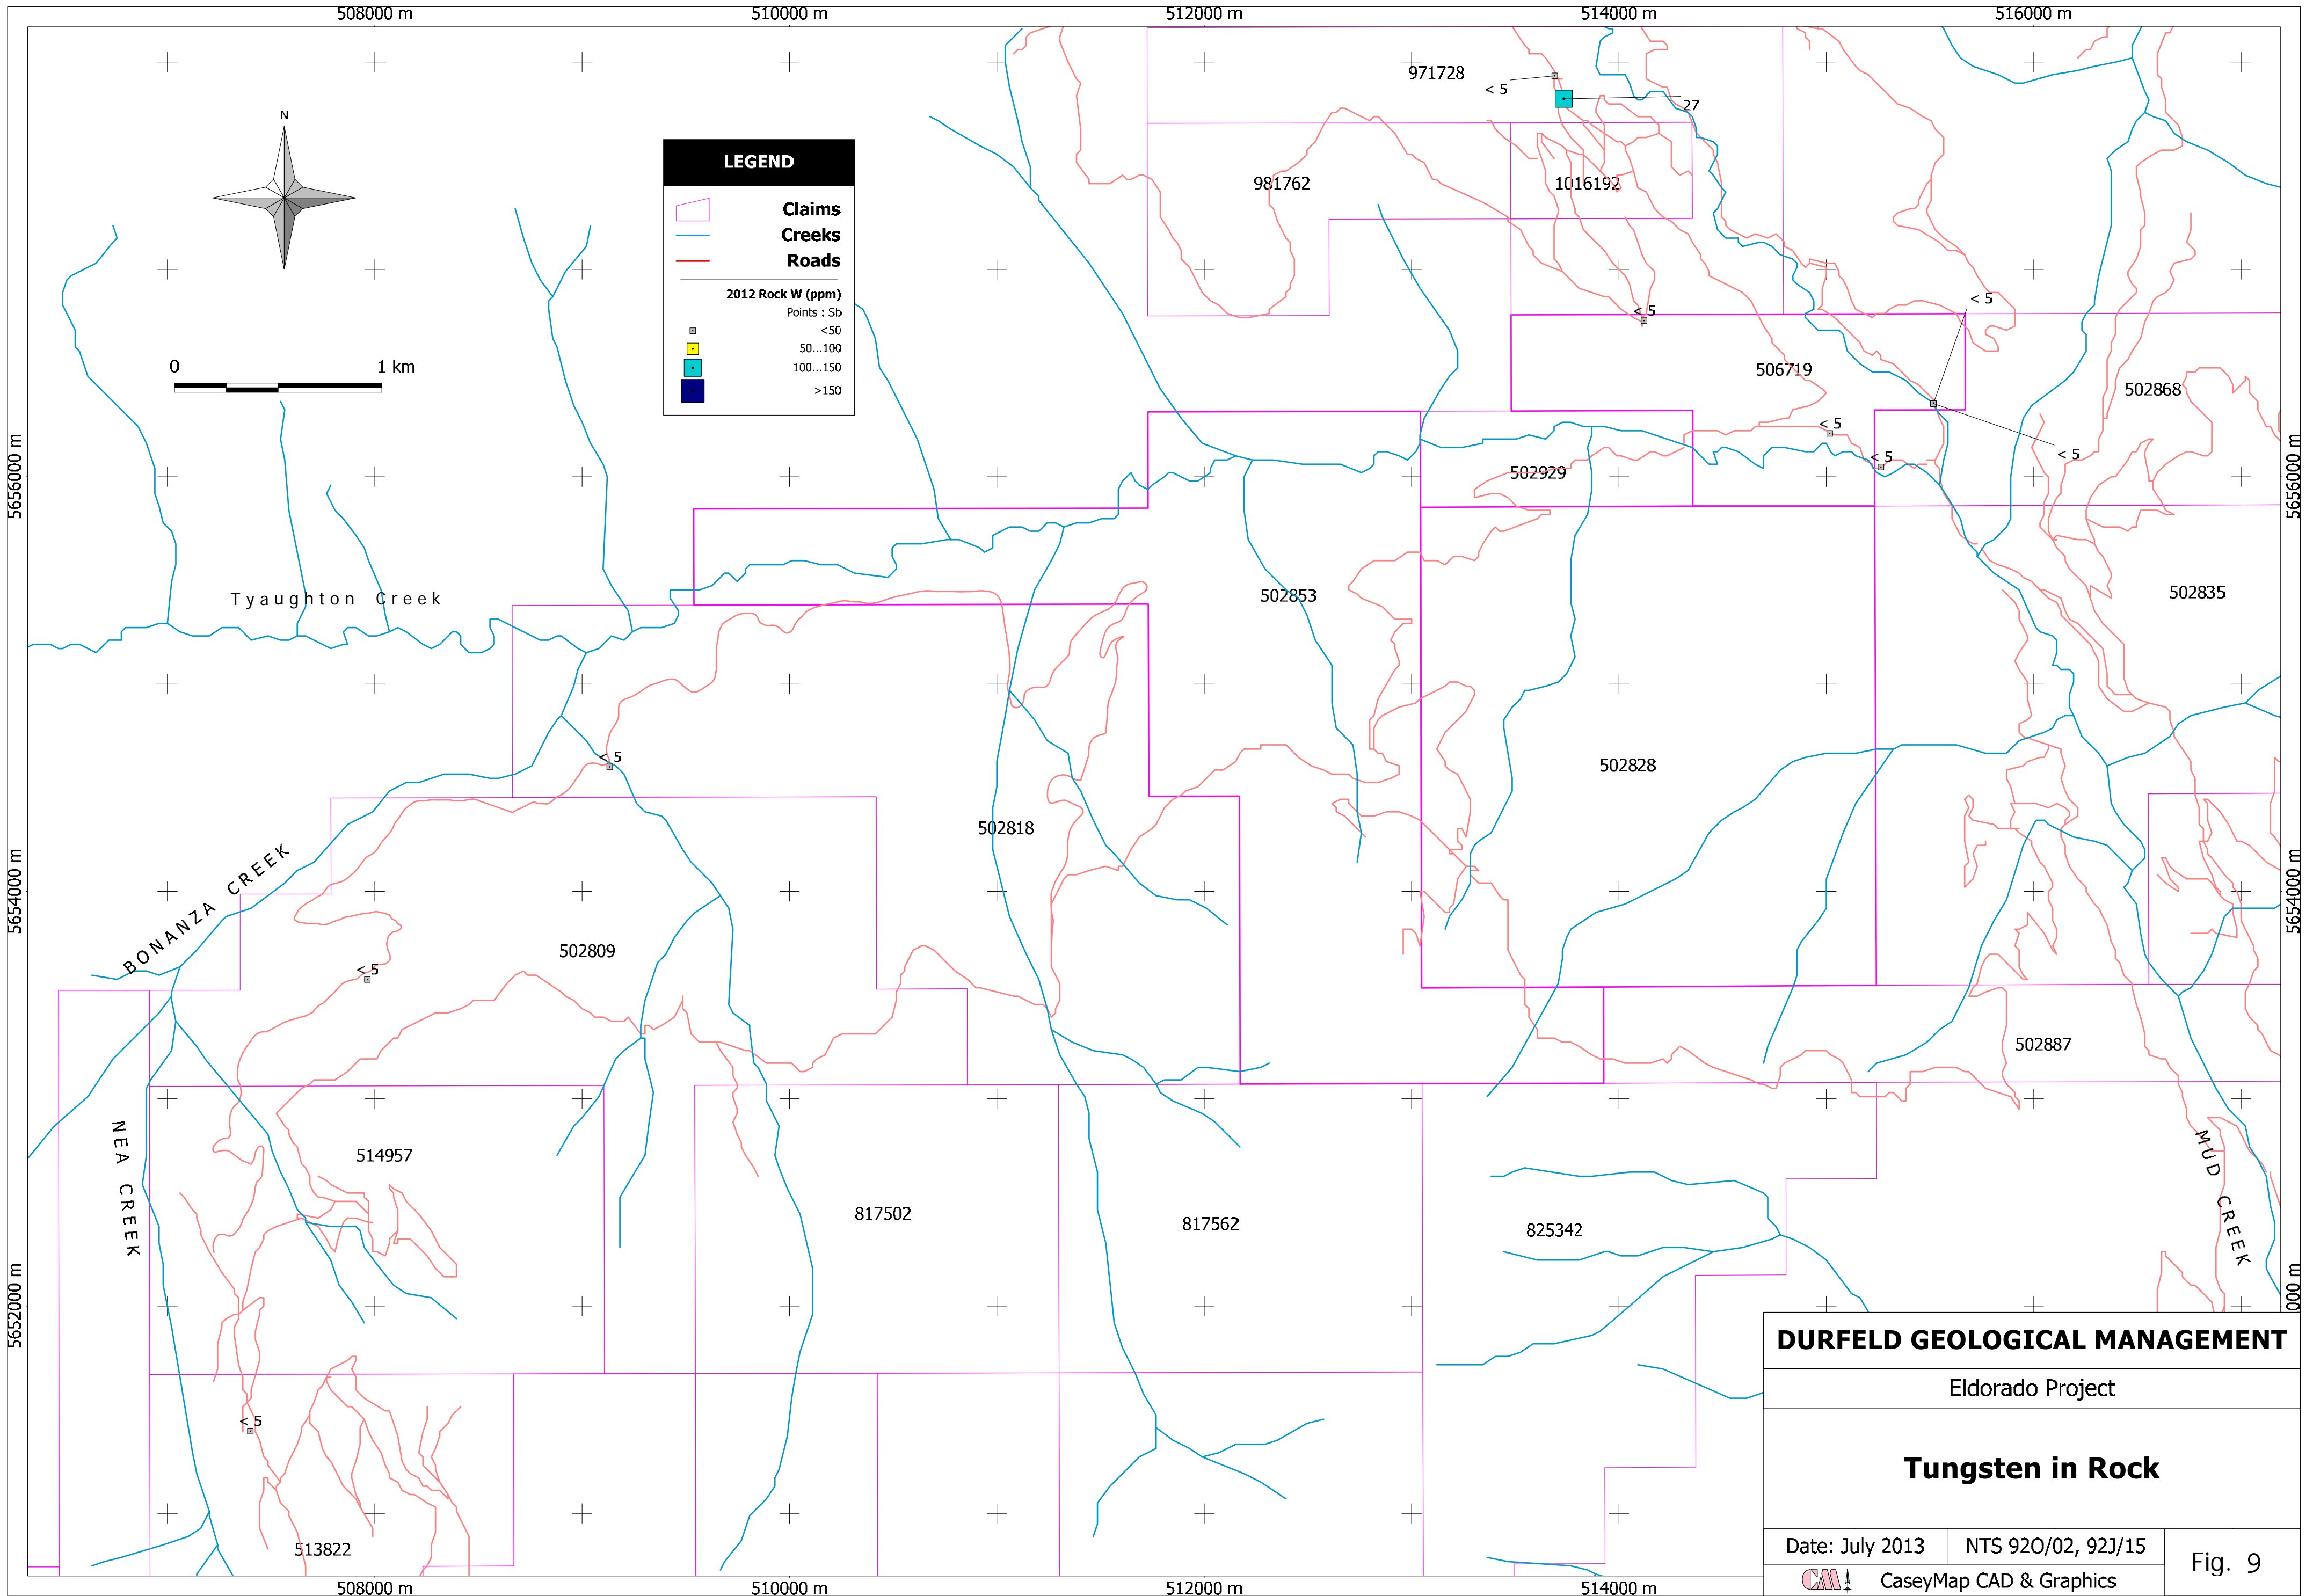 508000 m
510000 m
512000 m
514000 m
516000 m
971728
< 5
27
N
LEGEND
Claims
Creeks
Roads
2012 Rock W (ppm)
Points : Sb
<50
50...100
100...150
>150
981762
1016192
0
1 km
< 5
< 5
506719
502868
< 5
< 5
< 5
5656000 m
5656000 m
502929
Tyaughton Creek
502853
502835
< 5
502828
502818
BONANZA CREEK
5654000 m
5654000 m
502809
< 5
502887
NEA CREEK
514957
MUD CREEK
817502
817562
825342
5652000 m
000 m
< 5
513822
DURFELD GEOLOGICAL MANAGEMENT
Eldorado Project
Tungsten in Rock
Date: July 2013
NTS 92O/02, 92J/15
Fig. 9
CM
CaseyMap CAD & Graphics
508000 m
510000 m
512000 m
514000 m